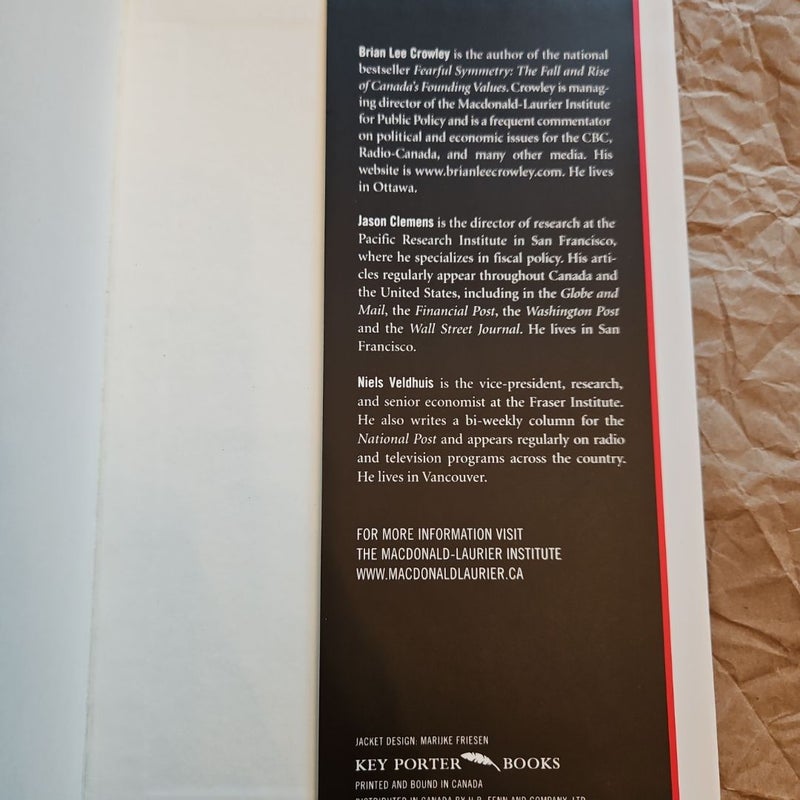 Brian Lee Crowley is the author of the national
bestseller Fearful Symmetry: The Fall and Rise
of Canada's Founding Values. Crowley is manag-
ing director of the Macdonald-Laurier Institute
for Public Policy and is a frequent commentator
on political and economic issues for the CBC,
Radio-Canada, and many other media. His
website is www.brianleecrowley.com. He lives
in Ottawa.
Jason Clemens is the director of research at the
Pacific Research Institute in San Francisco,
where he specializes in fiscal policy. His arti-
cles regularly appear throughout Canada and
the United States, including in the Globe and
Mail, the Financial Post, the Washington Post
and the Wall Street Journal. He lives in San
Francisco.
Niels Veldhuis is the vice-president, research,
and senior economist at the Fraser Institute.
He also writes a bi-weekly column for the
National Post and appears regularly on radio
and television programs across the country.
He lives in Vancouver.
FOR MORE INFORMATION VISIT
THE MACDONALD-LAURIER INSTITUTE
WWW.MACDONALDLAURIER.CA
JACKET DESIGN: MARIJKE FRIESEN
KEY PORTER BOOKS
PRINTED AND BOUND IN CANADA
DISTRIBUTED IN CANADA BY H.B. FENN AND COMPANY, LTD.